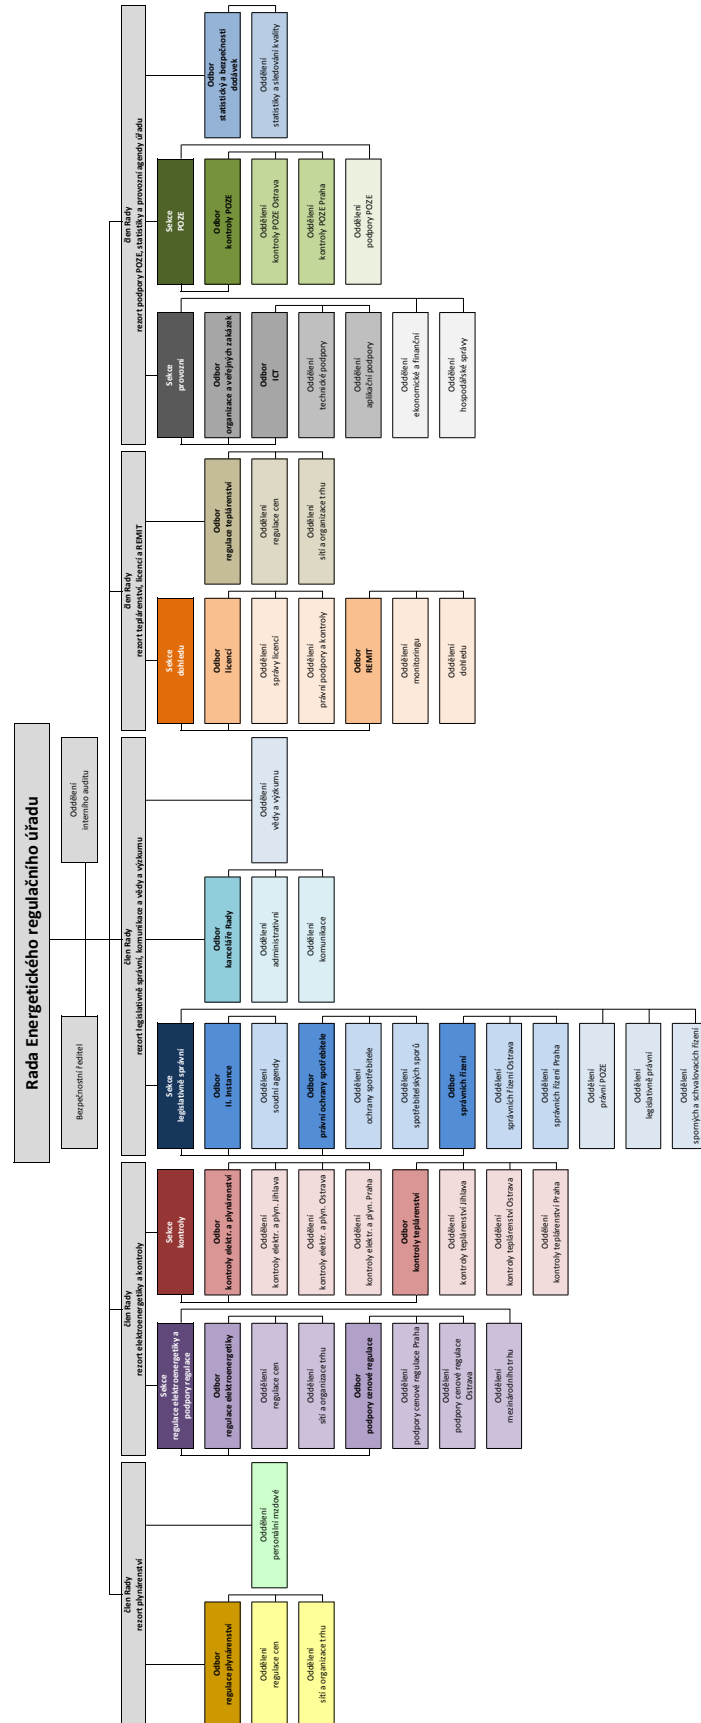 Rada Energetického regulačního úřadu
Bezpečnostní ředitel
Oddělení
interního auditu
člen Rady
rezort plynárenství
Odbor
regulace plynárenství
Oddělení
regulace cen
Oddělení
sítí a organizace trhu
Oddělení
personální mzdové
člen Rady
rezort elektroenergetiky a kontroly
Sekce
regulace elektroenergetiky a
podpory regulace
Odbor
regulace elektroenergetiky
Oddělení
regulace cen
Oddělení
sítí a organizace trhu
Odbor
podpory cenové regulace
Oddělení
podpory cenové regulace Praha
Oddělení
podpory cenové regulace
Ostrava
Oddělení
mezinárodního trhu
Sekce
kontroly
Odbor
kontroly elektr. a plynárenství
Oddělení
kontroly elektr. a plyn. Jihlava
Oddělení
kontroly elektr. a plyn. Ostrava
Oddělení
kontroly elektr. a plyn. Praha
Odbor
kontroly teplárenství
Oddělení
kontroly teplárenství Jihlava
Oddělení
kontroly teplárenství Ostrava
Oddělení
kontroly teplárenství Praha
člen Rady
rezort legislativně správní, komunikace a vědy a výzkumu
Sekce
legislativně správní
Odbor
II. instance
Oddělení
soudní agendy
Odbor
právní ochrany spotřebitele
Oddělení
ochrany spotřebitele
Oddělení
spotřebitelských sporů
Odbor
správních řízení
Oddělení
správních řízení Ostrava
Oddělení
správních řízení Praha
Oddělení
právní POZE
Oddělení
legislativně právní
Oddělení
sporných a schvalovacích řízení
Odbor
kanceláře Rady
Oddělení
administrativní
Oddělení
komunikace
Oddělení
vědy a výzkumu
člen Rady
rezort teplárenství, licencí a REMIT
Sekce
dohledu
Odbor
licencí
Oddělení
správy licencí
Oddělení
právní podpory a kontroly
Odbor
REMIT
Oddělení
monitoringu
Oddělení
dohledu
Odbor
regulace teplárenství
Oddělení
regulace cen
Oddělení
sítí a organizace trhu
člen Rady
rezort podpory POZE, statistiky a provozní agendy úřadu
Sekce
provozní
Odbor
organizace a veřejných zakázek
Odbor
ICT
Oddělení
technické podpory
Oddělení
aplikační podpory
Oddělení
ekonomické a finanční
Oddělení
hospodářské správy
Sekce
POZE
Odbor
kontroly POZE
Oddělení
kontroly POZE Ostrava
Oddělení
kontroly POZE Praha
Oddělení
podpory POZE
Odbor
statistický a bezpečnosti
dodávek
Oddělení
statistiky a sledování kvality